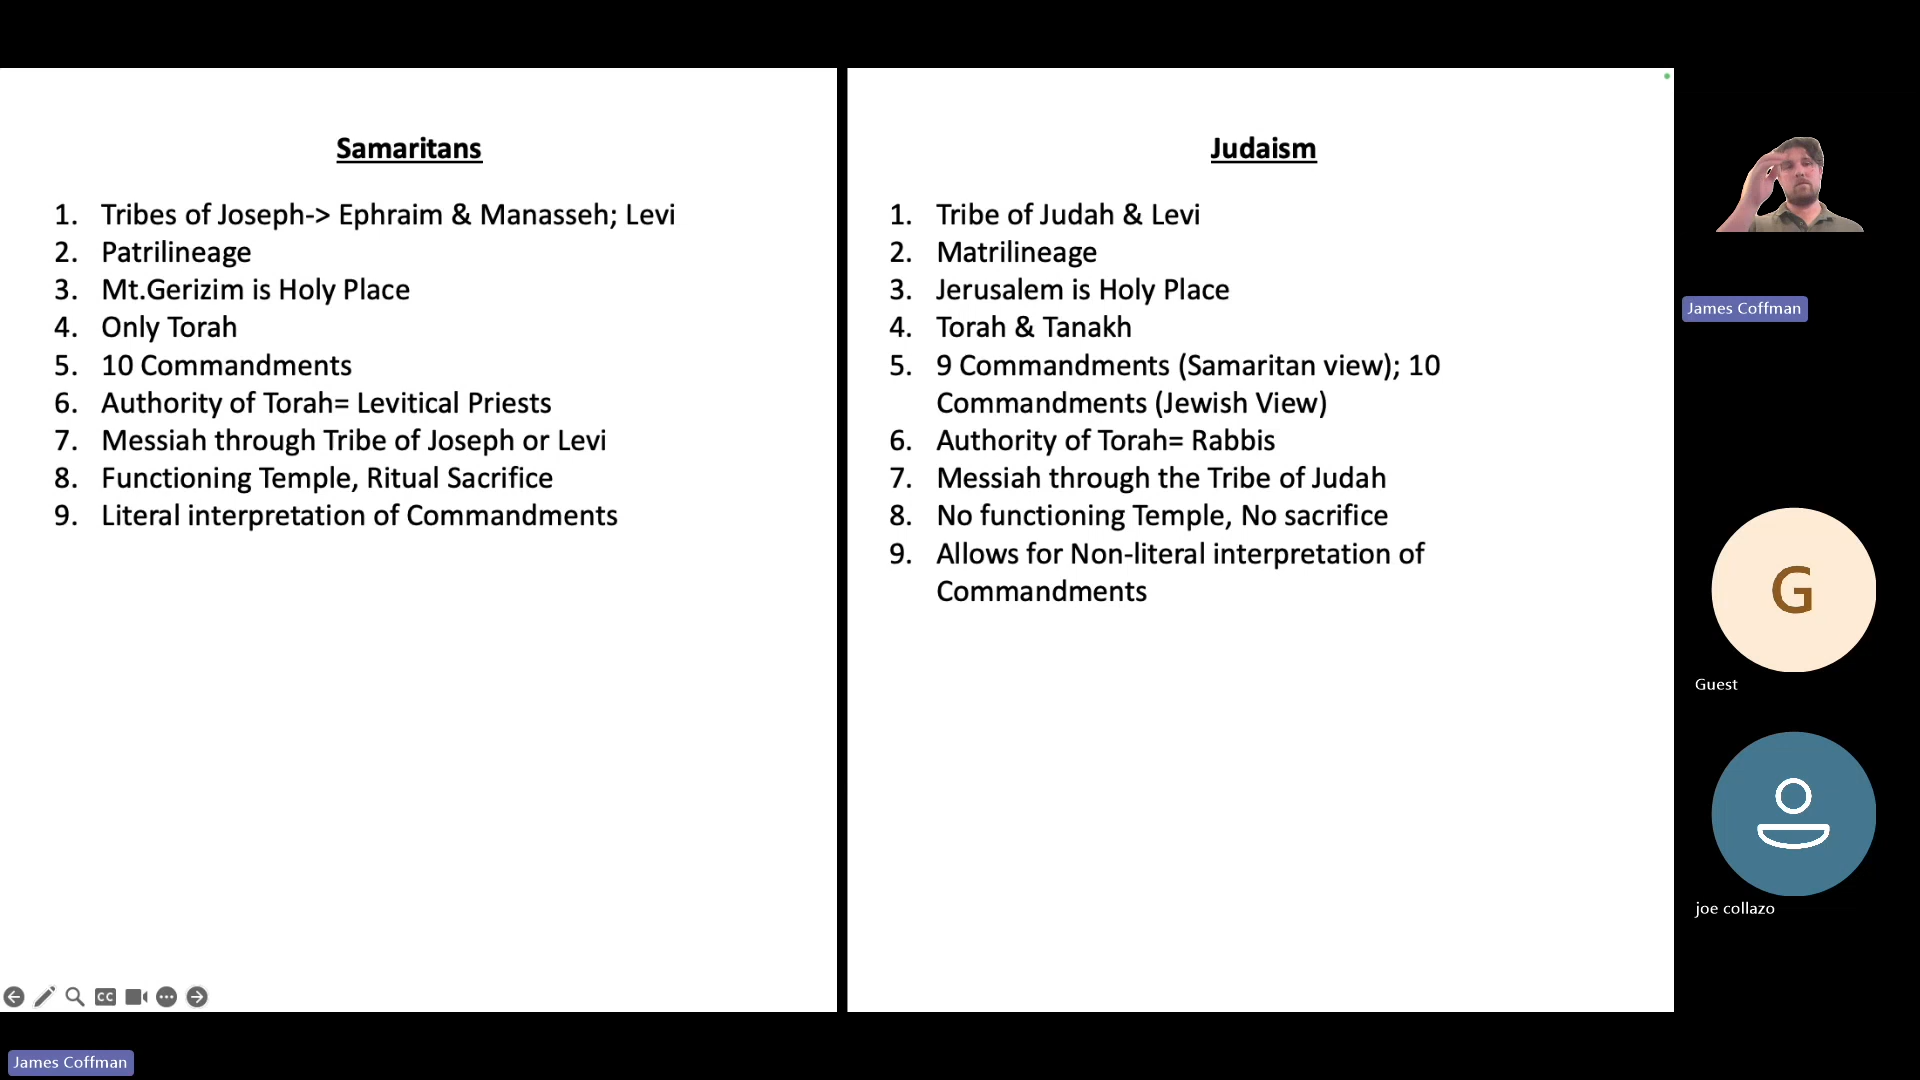 Samaritans
1. Tribes of Joseph-> Ephraim & Manasseh; Levi
2. Patrilineage
3. Mt.Gerizim is Holy Place
4. Only Torah
5. 10 Commandments
6. Authority of Torah= Levitical Priests
7. Messiah through Tribe of Joseph or Levi
8. Functioning Temple, Ritual Sacrifice
9. Literal interpretation of Commandments
Judaism
1. Tribe of Judah & Levi
2. Matrilineage
3. Jerusalem is Holy Place
4. Torah & Tanakh
5. 9 Commandments (Samaritan view); 10
Commandments (Jewish View)
6. Authority of Torah= Rabbis
7. Messiah through the Tribe of Judah
8. No functioning Temple, No sacrifice
9. Allows for Non-literal interpretation of
Commandments
James Coffman
G
Guest
joe collazo
CC
James Coffman